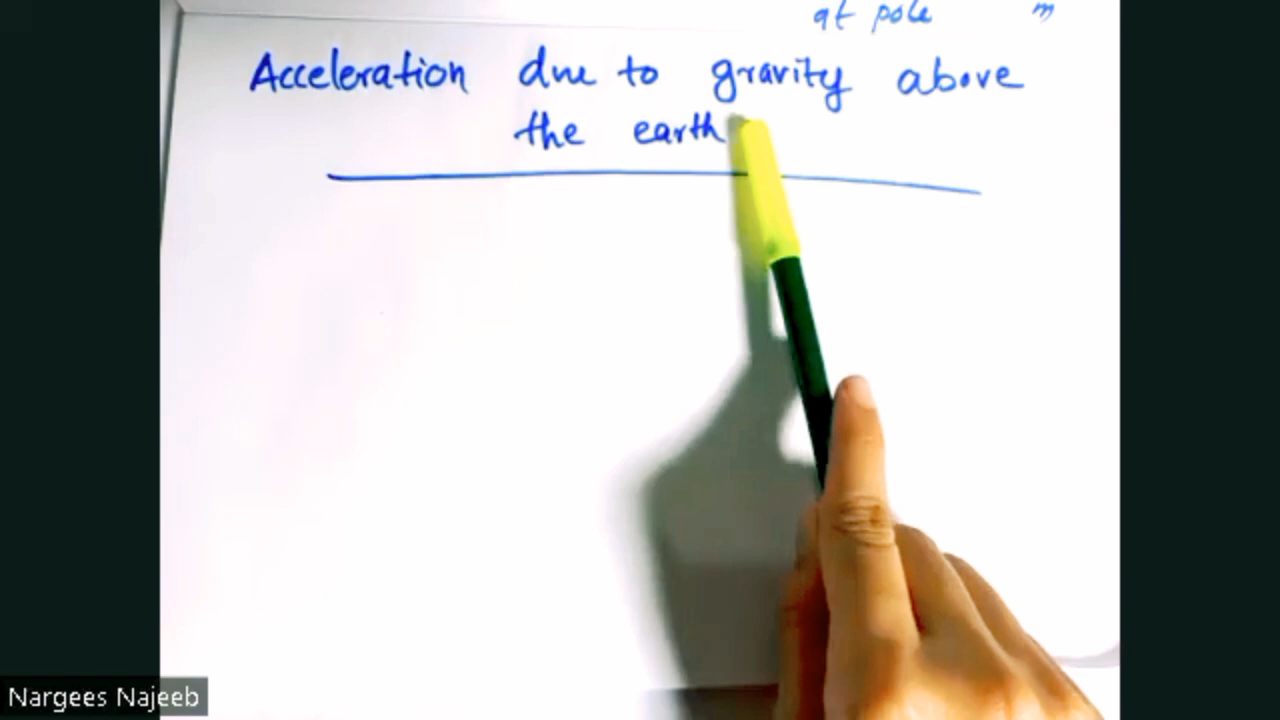 at pole m
Acceleration due to gravity above
the earth
Nargees Najeeb